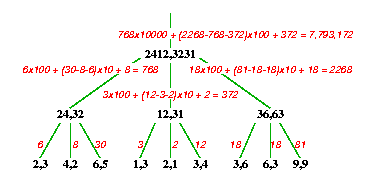 768x10000 + (2268-768-372)x100 + 372 = 7,793,172
2412,3231
6x100 + (30-8-6)x10 + 8 = 768
18x100 + (81-18-18)x10 + 18 = 2268
3x100 + (12-3-2)x10 + 2 = 372
24,32 12,31 36,63
6 8 30 3 2 12 18 18 81
2,3 4,2 6,5 1,3 2,1 3,4 3,6 6,3 9,9